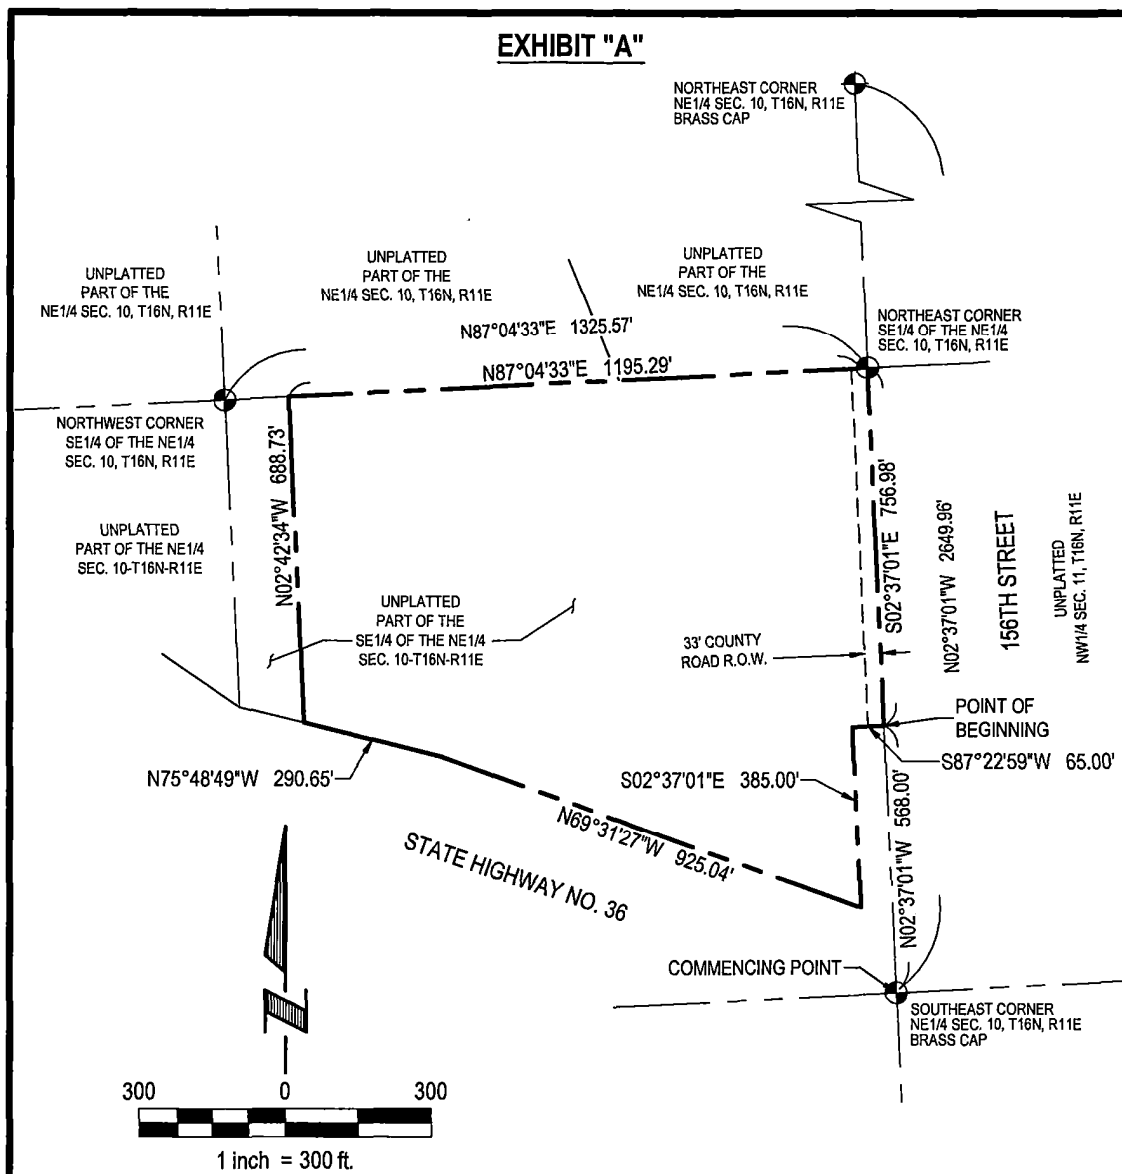 EXHIBIT "A"
NORTHEAST CORNER
NE1/4 SEC. 10, T16N, R11E
BRASS CAP
UNPLATTED
PART OF THE
NE1/4 SEC. 10, T16N, R11E
UNPLATTED
PART OF THE
NE1/4 SEC. 10, T16N, R11E
UNPLATTED
PART OF THE
NE1/4 SEC. 10, T16N, R11E
N87°04'33"E 1325.57'
N87°04'33"E 1195.29'
NORTHEAST CORNER
SE1/4 OF THE NE1/4
SEC. 10, T16N, R11E
NORTHWEST CORNER
SE1/4 OF THE NE1/4
SEC. 10, T16N, R11E
N02°42'34"W 688.73'
UNPLATTED
PART OF THE NE1/4
SEC. 10-T16N-R11E
UNPLATTED
PART OF THE
SE1/4 OF THE NE1/4
SEC. 10-T16N-R11E
33' COUNTY
ROAD R.O.W.
S02°37'01"E 756.98'
N02°37'01"W 2649.96'
156TH STREET
UNPLATTED
NW1/4 SEC. 11, T16N, R11E
POINT OF
BEGINNING
S87°22'59"W 65.00'
N75°48'49"W 290.65'
S02°37'01"E 385.00'
N69°31'27"W 925.04'
N02°37'01"W 568.00'
STATE HIGHWAY NO. 36
COMMENCING POINT
SOUTHEAST CORNER
NE1/4 SEC. 10, T16N, R11E
BRASS CAP
300 0 300
1 inch = 300 ft.